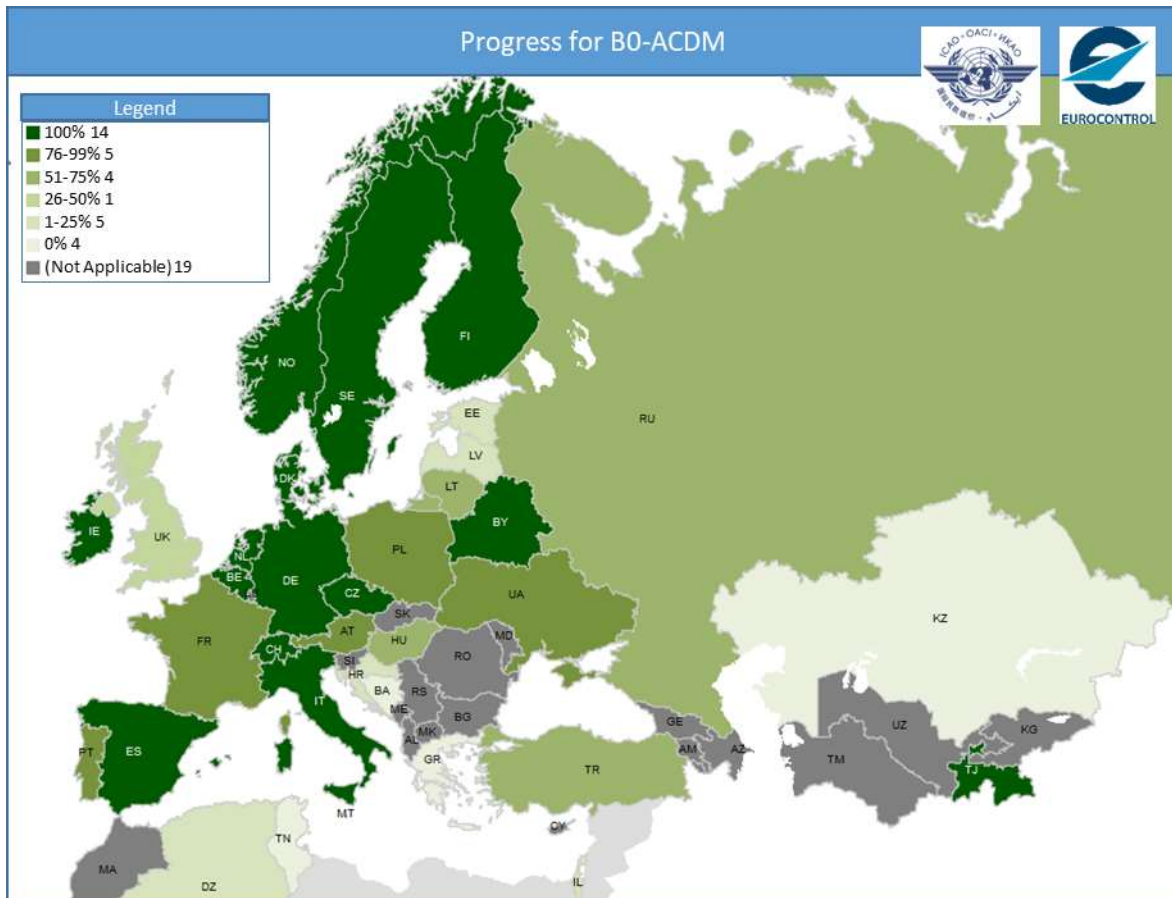 Progress for B0-ACDM
ICAO · OACI · ИКАО
EUROCONTROL
Legend
100% 14
76-99% 5
51-75% 4
26-50% 1
1-25% 5
0% 4
(Not Applicable) 19
NO
SE
FI
RU
EE
LV
LT
DK
BY
IE
UK
NL
BE
DE
PL
CZ
UA
KZ
SK
FR
AT
HU
MD
CH
SI
RO
HR
IT
BA
RS
ME
BG
MK
AL
PT
ES
GR
GE
AM
AZ
UZ
KG
TM
TJ
TR
MT
CY
TN
MA
DZ
IL